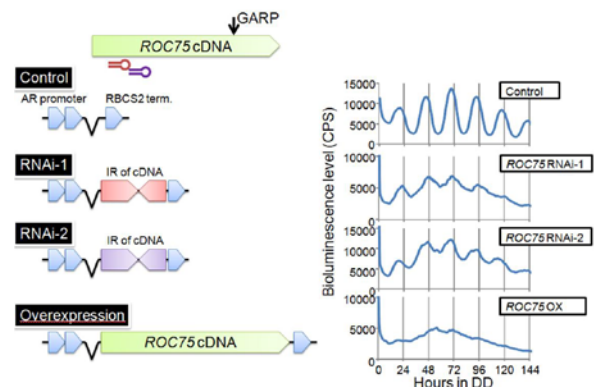 GARP
ROC75 cDNA
Control
AR promoter RBCS2 term.
RNAi-1
IR of cDNA
RNAi-2
IR of cDNA
Overexpression
ROC75 cDNA
Bioluminescence level (CPS)
15000
10000
5000
0
Control
10000
5000
0
ROC75 RNAi-1
15000
10000
5000
0
ROC75 RNAi-2
10000
5000
0
ROC75 OX
0 24 48 72 96 120 144
Hours in DD